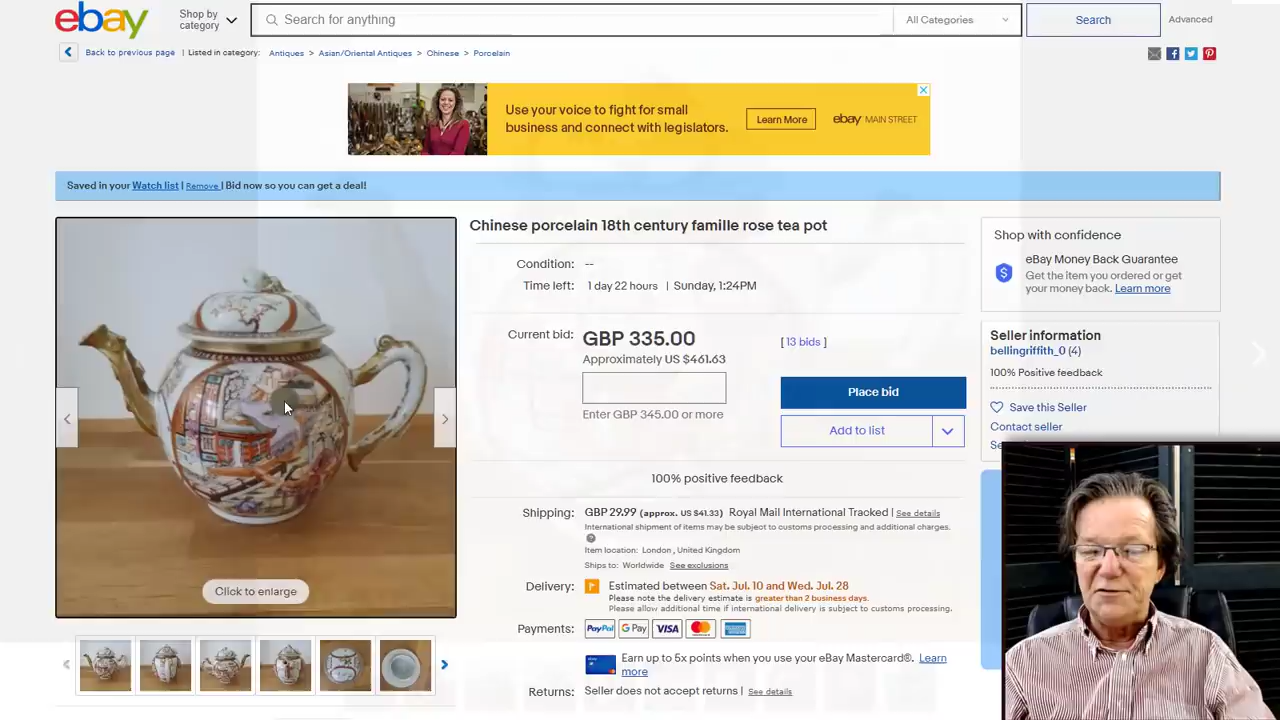 ebay
Shop by
category
Search for anything
All Categories
Search
Advanced
Back to previous page | Listed in category: Antiques > Asian/Oriental Antiques > Chinese > Porcelain
Use your voice to fight for small
business and connect with legislators.
Learn More
ebay MAIN STREET
Saved in your Watch list | Remove | Bid now so you can get a deal!
Chinese porcelain 18th century famille rose tea pot
Condition: --
Time left: 1 day 22 hours | Sunday, 1:24PM
Current bid: GBP 335.00
[ 13 bids ]
Approximately US $461.63
Place bid
Enter GBP 345.00 or more
Add to list
100% positive feedback
Shipping: GBP 29.99 (approx. US $41.33) Royal Mail International Tracked | See details
International shipment of items may be subject to customs processing and additional charges.
Item location: London , United Kingdom
Ships to: Worldwide See exclusions
Delivery: Estimated between Sat. Jul. 10 and Wed. Jul. 28
Please note the delivery estimate is greater than 2 business days.
Please allow additional time if international delivery is subject to customs processing.
Payments: PayPal G Pay VISA
Earn up to 5x points when you use your eBay Mastercard®. Learn
more
Returns: Seller does not accept returns | See details
Click to enlarge
Shop with confidence
eBay Money Back Guarantee
Get the item you ordered or get
your money back. Learn more
Seller information
bellingriffith_0 (4)
100% Positive feedback
Save this Seller
Contact seller